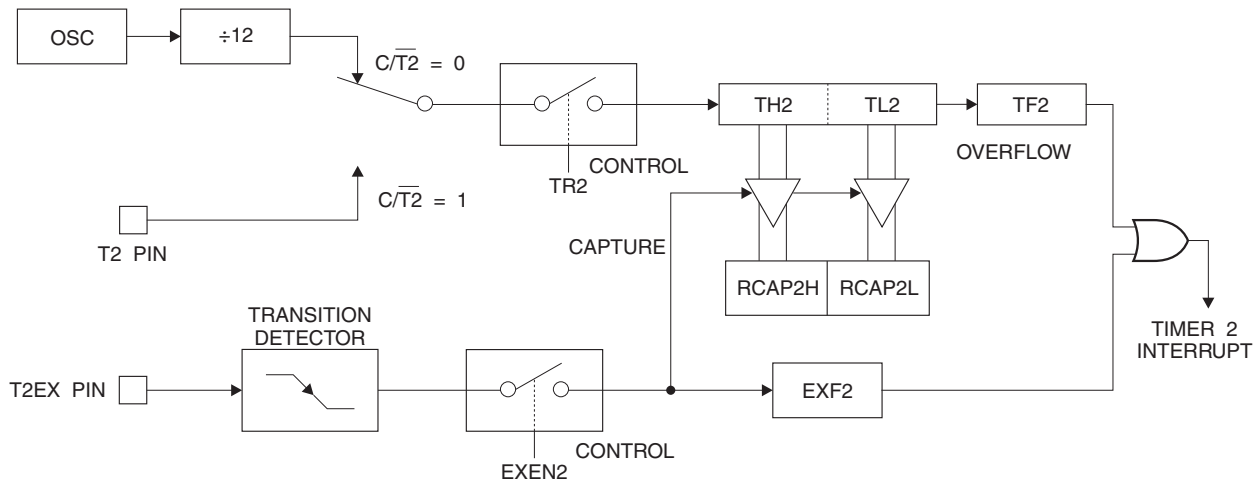 OSC
÷12
C/T2 = 0
TH2
TL2
TF2
OVERFLOW
CONTROL
TR2
C/T2 = 1
T2 PIN
CAPTURE
RCAP2H
RCAP2L
TRANSITION
DETECTOR
TIMER 2
INTERRUPT
T2EX PIN
EXF2
CONTROL
EXEN2